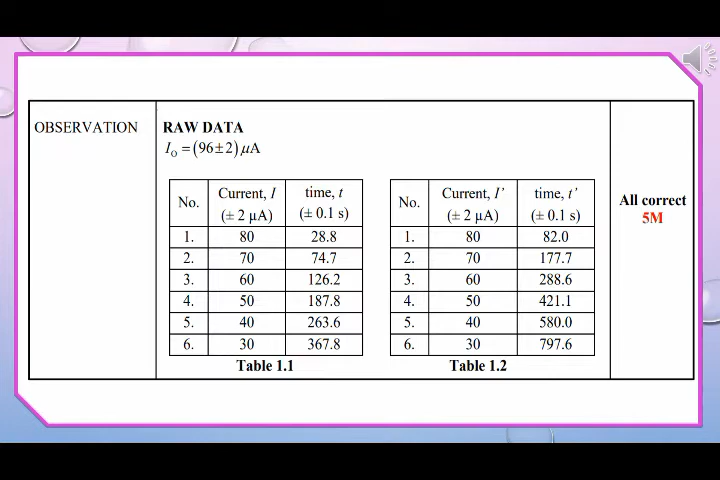 OBSERVATION
RAW DATA
I₀ = (96±2) μA
No. Current, I (± 2 μA) time, t (± 0.1 s)
1. 80 28.8
2. 70 74.7
3. 60 126.2
4. 50 187.8
5. 40 263.6
6. 30 367.8
Table 1.1
No. Current, I’ (± 2 μA) time, t’ (± 0.1 s)
1. 80 82.0
2. 70 177.7
3. 60 288.6
4. 50 421.1
5. 40 580.0
6. 30 797.6
Table 1.2
All correct
5M